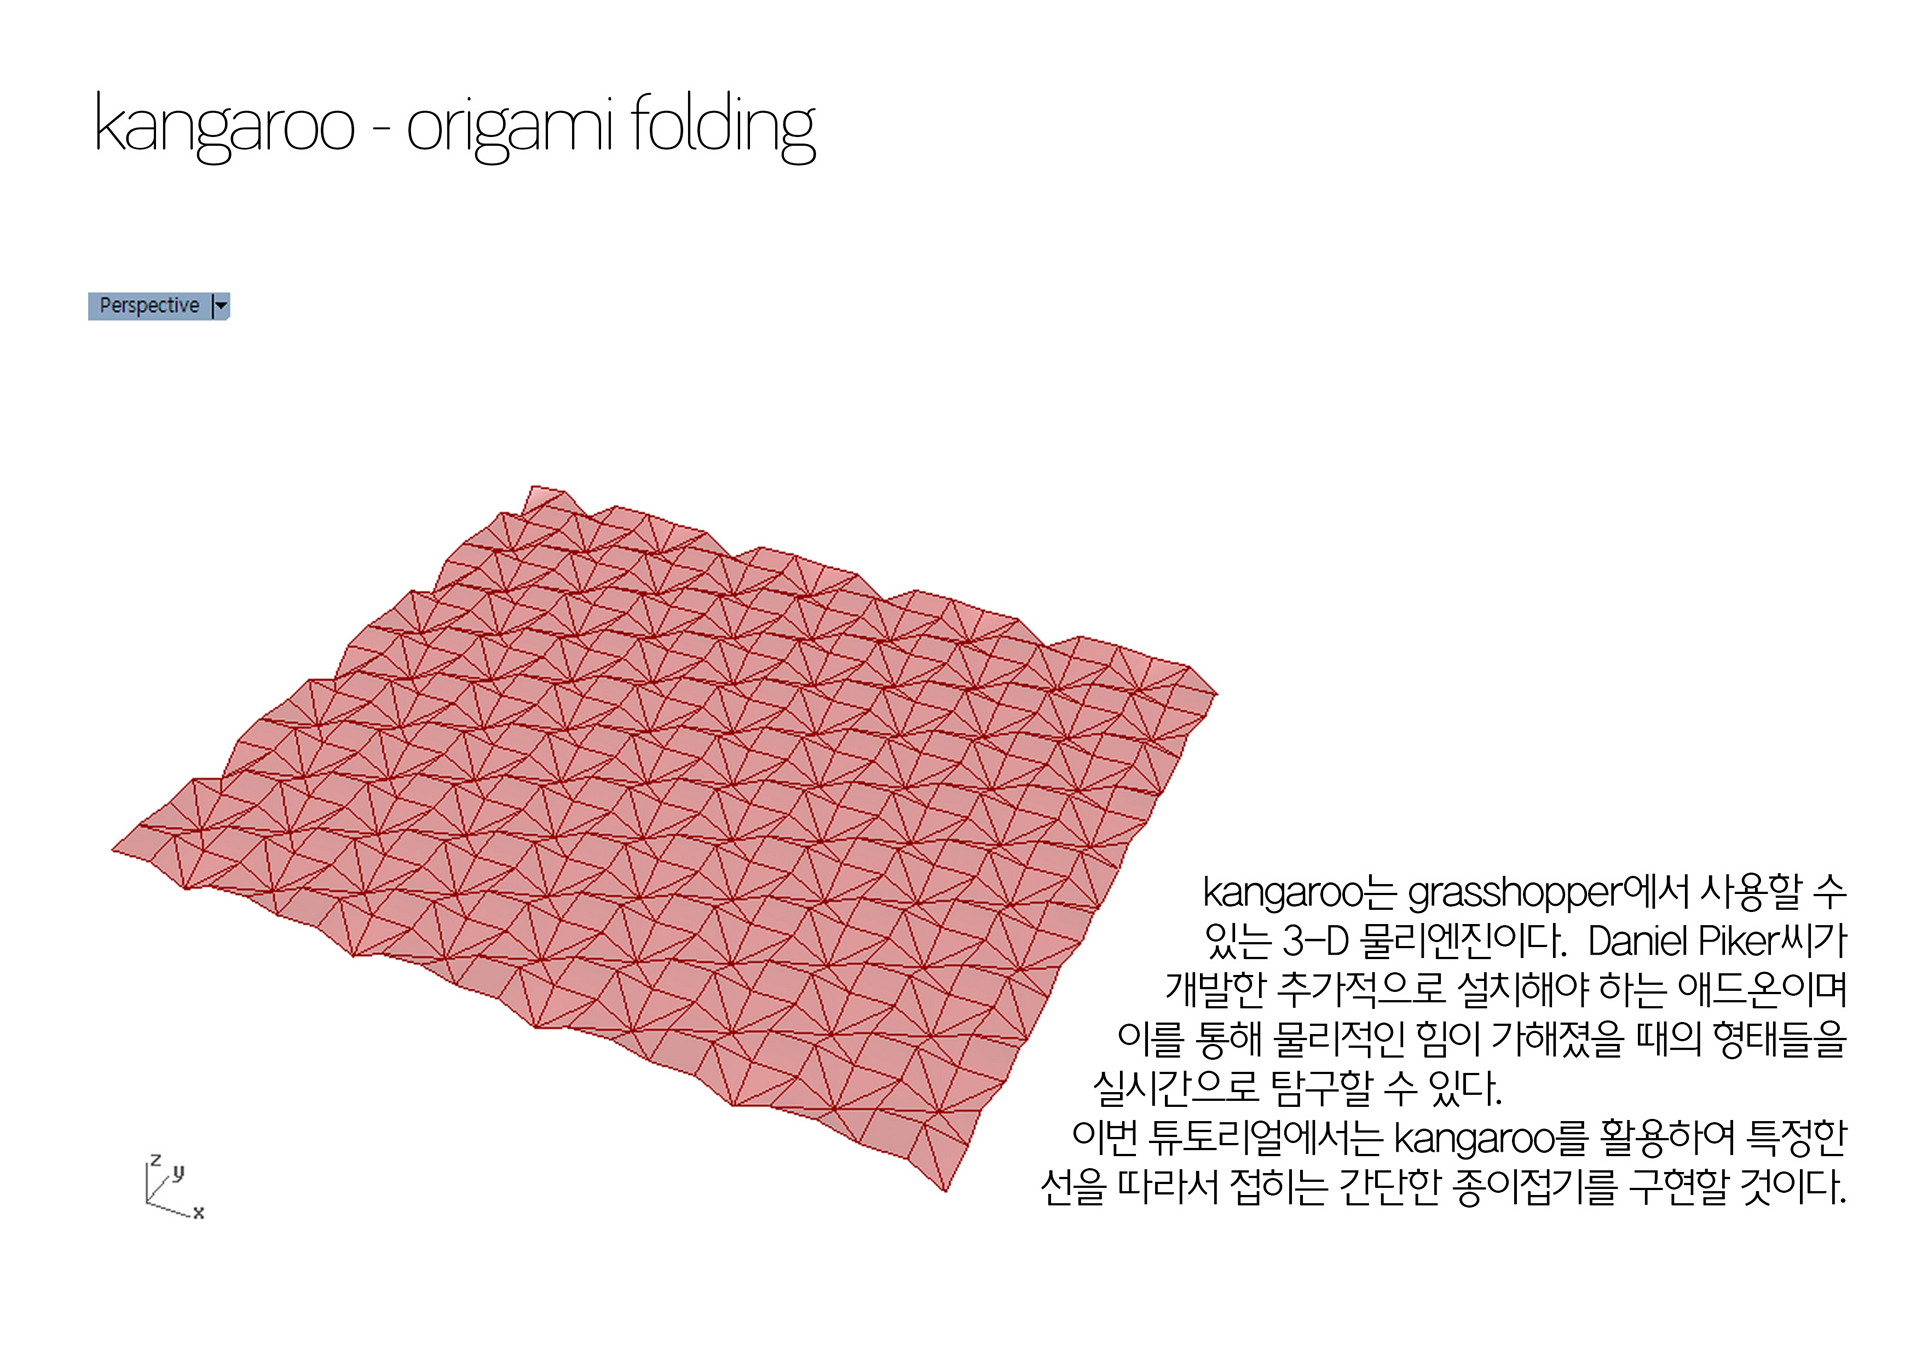 kangaroo - origami folding
Perspective
kangaroo는 grasshopper에서 사용할 수
있는 3-D 물리엔진이다. Daniel Piker씨가
개발한 추가적으로 설치해야 하는 애드온이며
이를 통해 물리적인 힘이 가해졌을 때의 형태들을
실시간으로 탐구할 수 있다.
이번 튜토리얼에서는 kangaroo를 활용하여 특정한
선을 따라서 접히는 간단한 종이접기를 구현할 것이다.
z
y
x